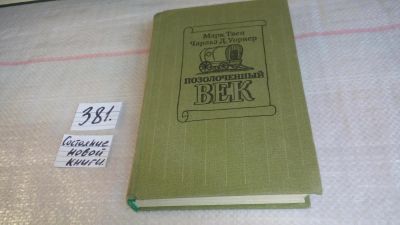 Марк Твен
Чарльз Д. Уорнер
ПОЗОЛОЧЕННЫЙ
ВЕК
381.
Состояние
новой
книги.